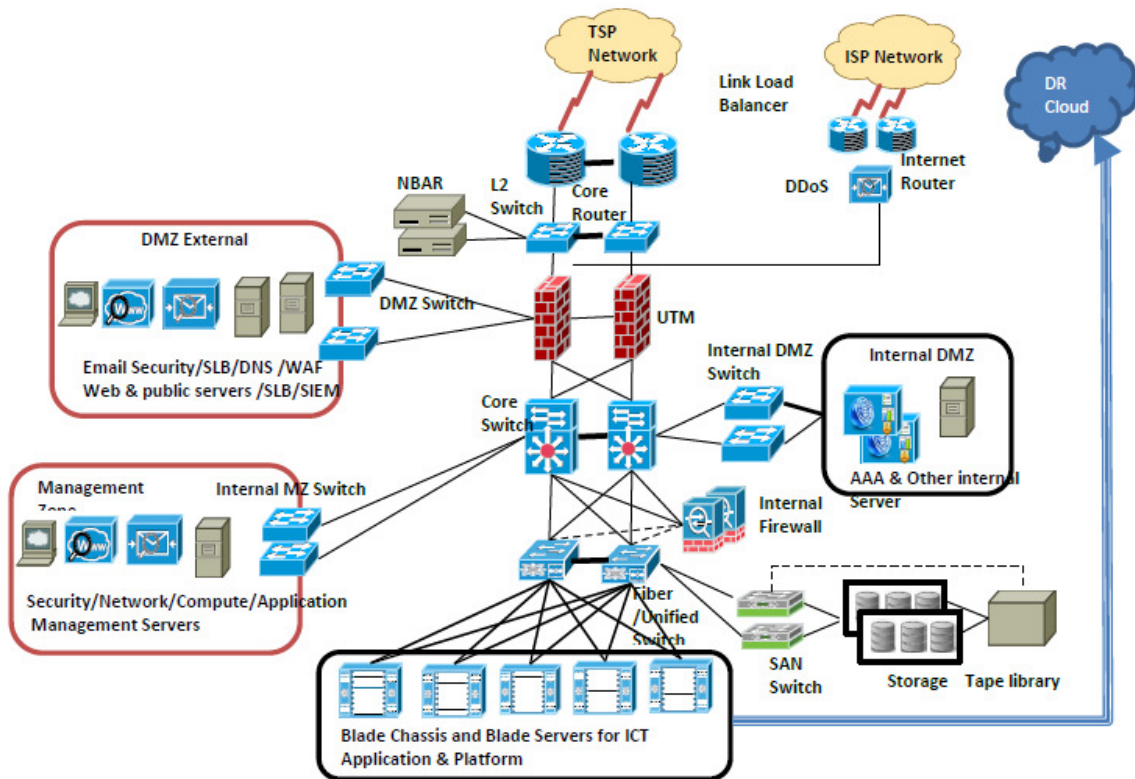 TSP
Network
ISP Network
Link Load
Balancer
DR
Cloud
NBAR
L2
Switch
Core
Router
DDoS
Internet
Router
DMZ External
DMZ Switch
UTM
Email Security/SLB/DNS /WAF
Web & public servers /SLB/SIEM
Internal DMZ
Switch
Internal DMZ
Core
Switch
AAA & Other internal
Server
Management
Internal MZ Switch
Internal
Firewall
Security/Network/Compute/Application
Management Servers
Fiber
/Unified
Switch
SAN
Switch
Storage
Tape library
Blade Chassis and Blade Servers for ICT
Application & Platform